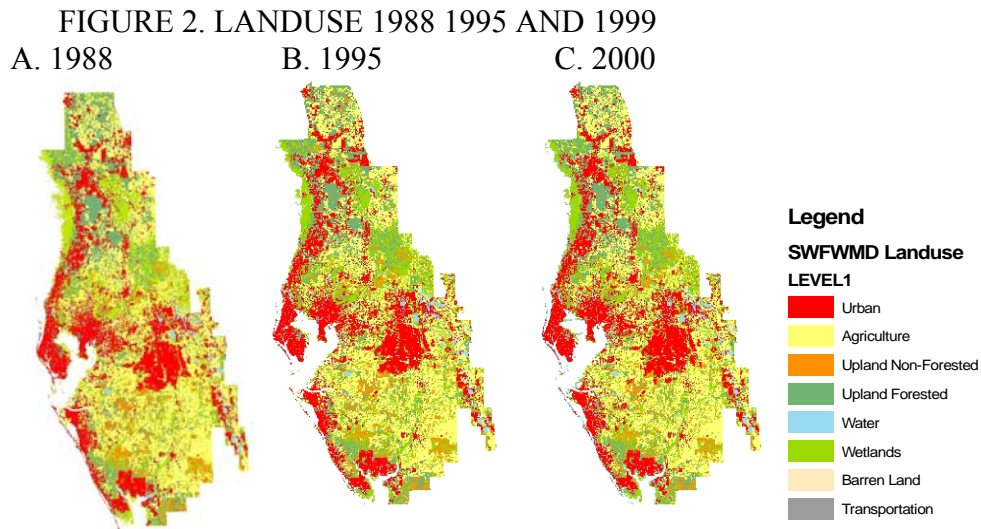 FIGURE 2. LANDUSE 1988 1995 AND 1999
A. 1988 B. 1995 C. 2000
Legend
SWFWMD Landuse
LEVEL1
Urban
Agriculture
Upland Non-Forested
Upland Forested
Water
Wetlands
Barren Land
Transportation